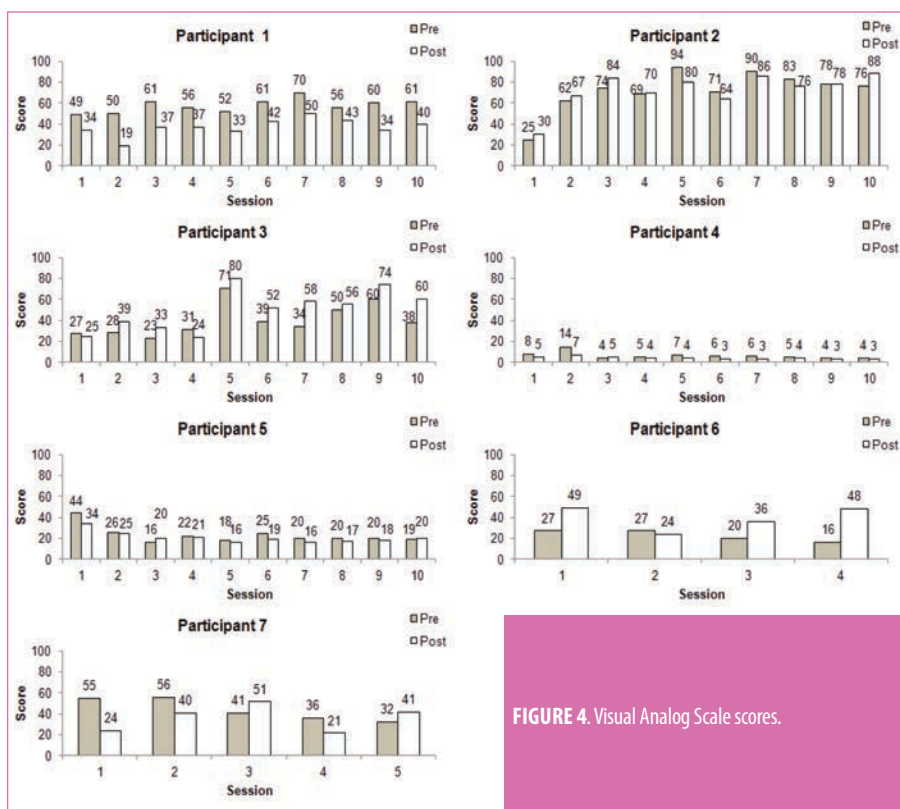 Participant 1
Pre
Post
Score
100
80
60
40
20
0
49 34 50 19 61 37 56 37 52 33 61 42 70 50 56 43 60 34 61 40
1 2 3 4 5 6 7 8 9 10
Session
Participant 2
Pre
Post
Score
100
80
60
40
20
0
25 30 62 67 74 84 69 70 94 80 71 64 90 86 83 76 78 78 76 88
1 2 3 4 5 6 7 8 9 10
Session
Participant 3
Pre
Post
Score
100
80
60
40
20
0
27 25 28 39 23 33 31 24 71 80 39 52 34 58 50 56 60 74 38 60
1 2 3 4 5 6 7 8 9 10
Session
Participant 4
Pre
Post
Score
100
80
60
40
20
0
8 5 14 7 4 5 5 4 7 4 6 3 6 3 5 4 4 3 4 3
1 2 3 4 5 6 7 8 9 10
Session
Participant 5
Pre
Post
Score
100
80
60
40
20
0
44 34 26 25 16 20 22 21 18 16 25 19 20 16 20 17 20 18 19 20
1 2 3 4 5 6 7 8 9 10
Session
Participant 6
Pre
Post
Score
100
80
60
40
20
0
27 49 27 24 20 36 16 48
1 2 3 4
Session
Participant 7
Pre
Post
Score
100
80
60
40
20
0
55 24 56 40 41 51 36 21 32 41
1 2 3 4 5
Session
FIGURE 4. Visual Analog Scale scores.